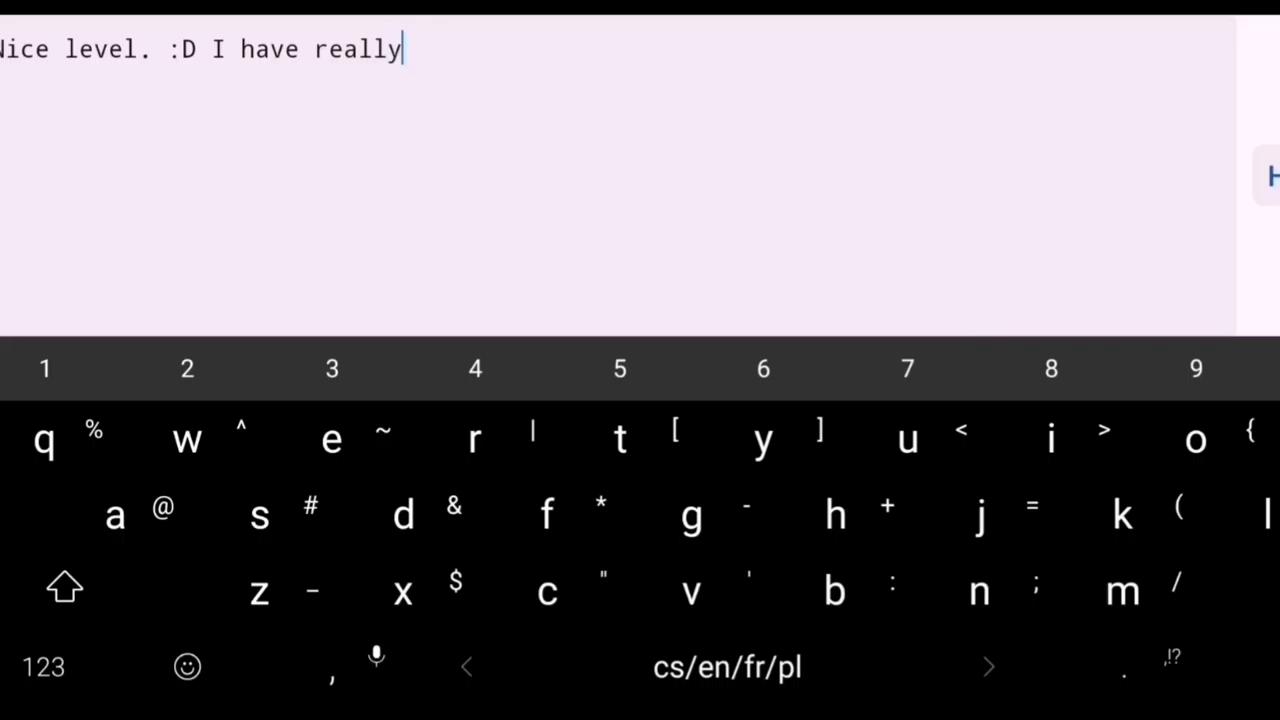 Nice level. :D I have really
H
1 2 3 4 5 6 7 8 9
q % w ^ e ~ r | t [ y ] u < i > o {
a @ s # d & f * g - h + j = k ( l
z _ x $ c " v ' b : n ; m /
123 , < cs/en/fr/pl > . ,!?